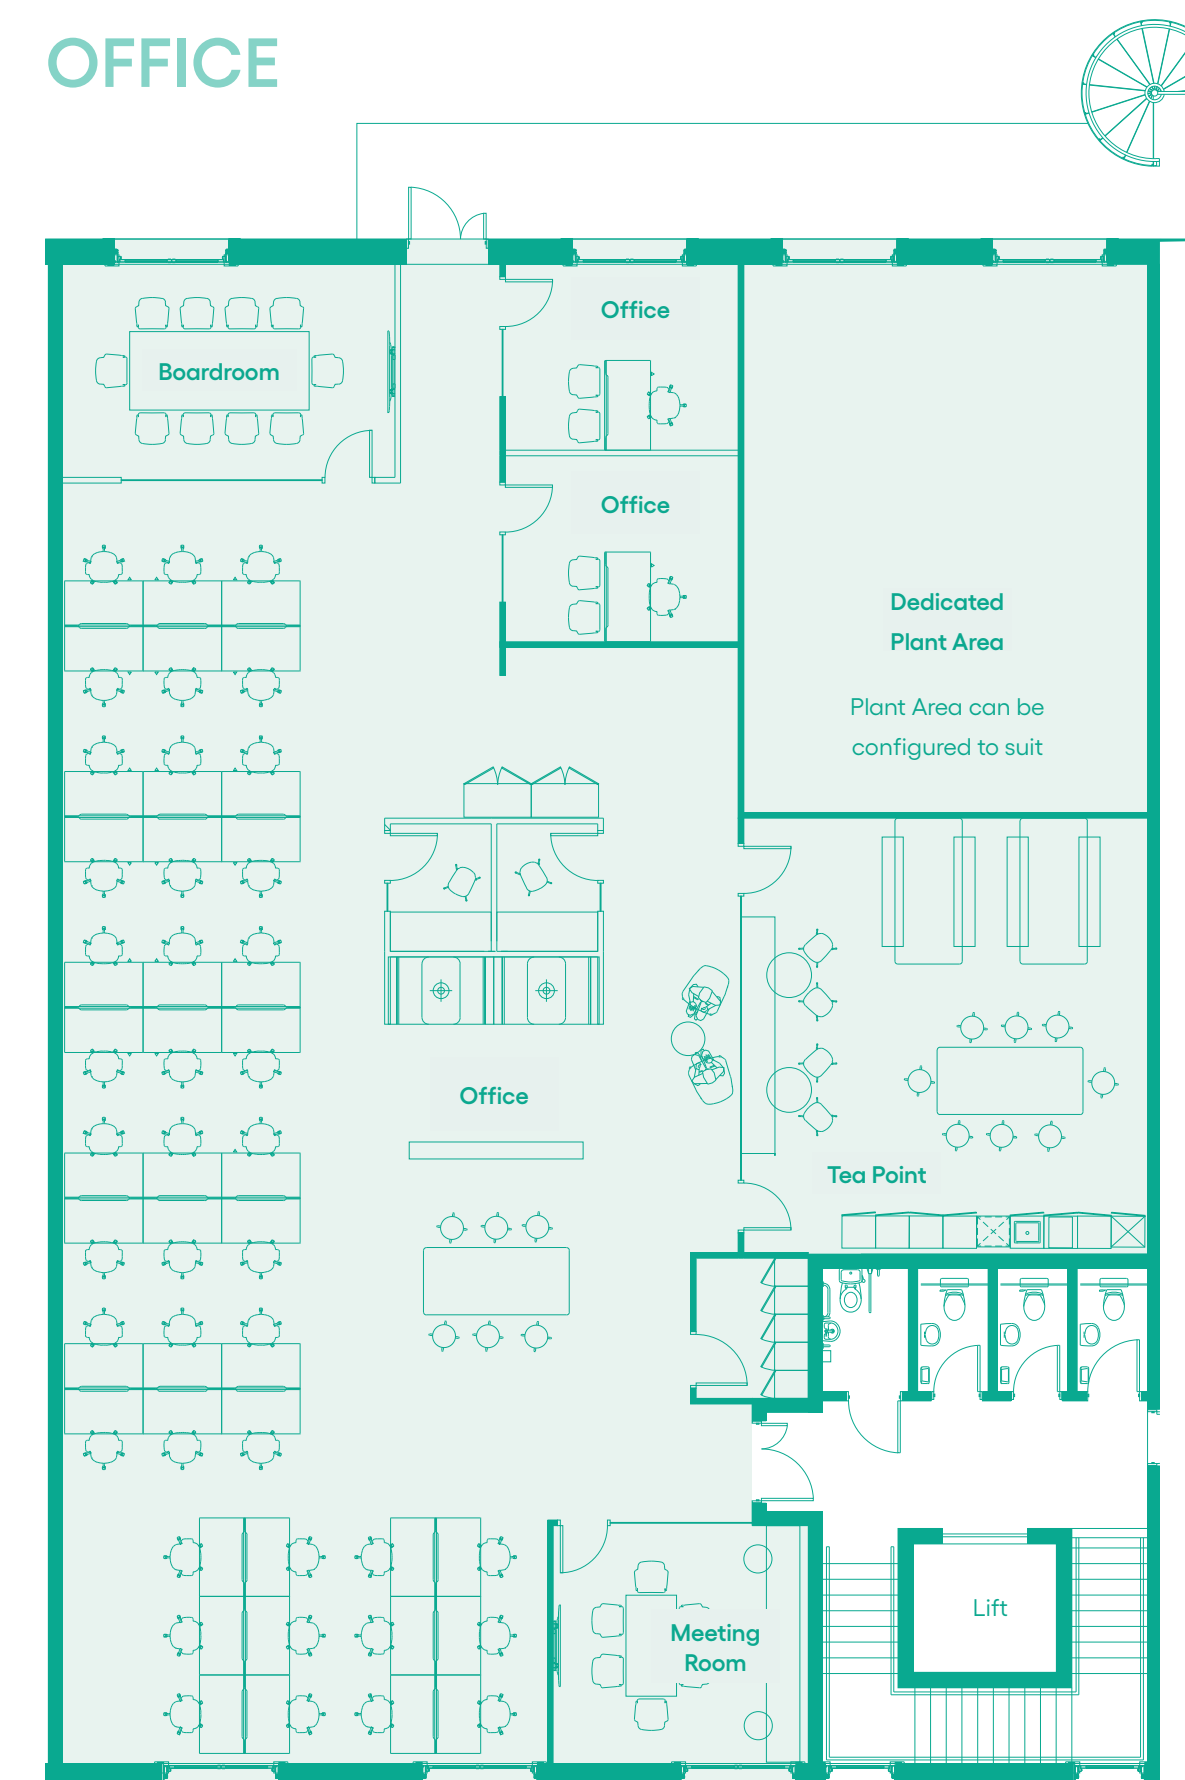 OFFICE
Office
Boardroom
Office
Dedicated
Plant Area
Plant Area can be
configured to suit
Office
Tea Point
Lift
Meeting
Room